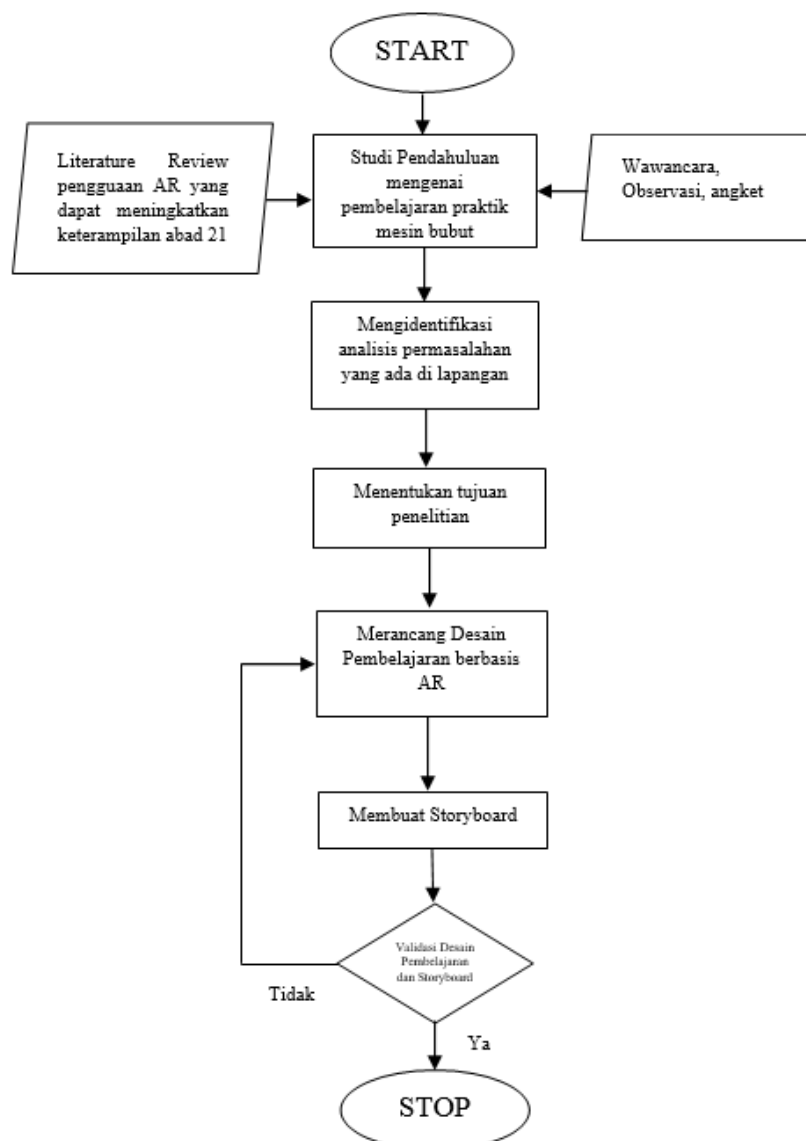 START
Literature Review
pengguaan AR yang
dapat meningkatkan
keterampilan abad 21
Studi Pendahuluan
mengenai
pembelajaran praktik
mesin bubut
Wawancara,
Observasi, angket
Mengidentifikasi
analisis permasalahan
yang ada di lapangan
Menentukan tujuan
penelitian
Merancang Desain
Pembelajaran berbasis
AR
Membuat Storyboard
Validasi Desain
Pembelajaran
dan Storyboard
Tidak
Ya
STOP